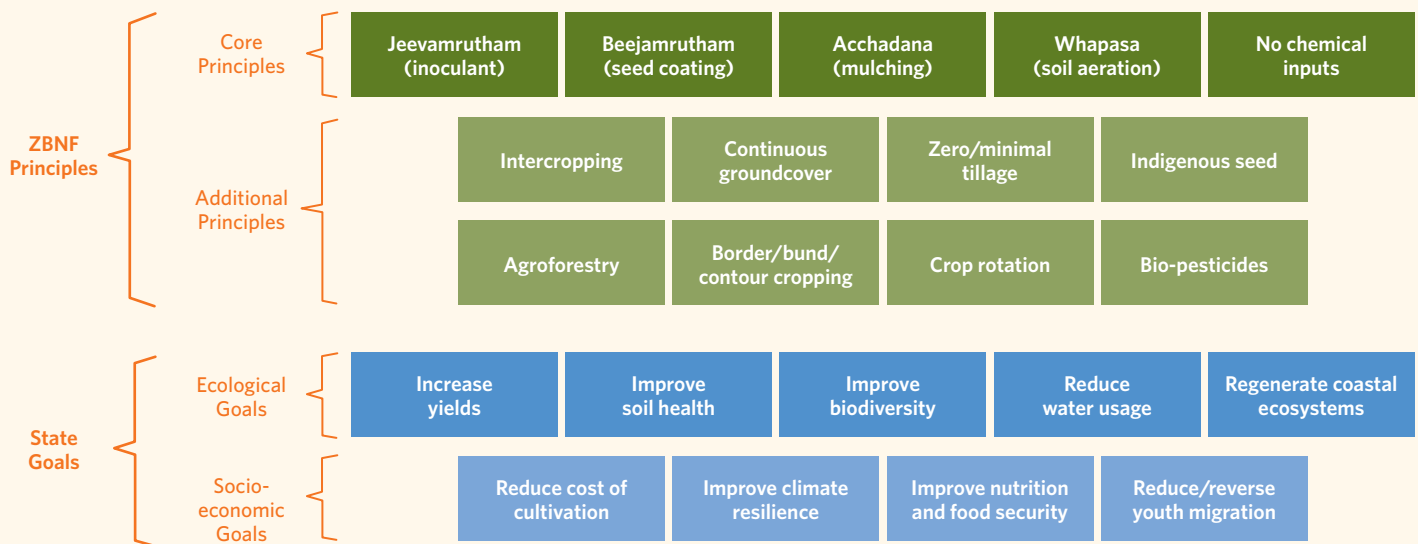 ZBNF
Principles
Core
Principles
Jeevamrutham
(inoculant)
Beejamrutham
(seed coating)
Acchadana
(mulching)
Whapasa
(soil aeration)
No chemical
inputs
Additional
Principles
Intercropping
Continuous
groundcover
Zero/minimal
tillage
Indigenous seed
Agroforestry
Border/bund/
contour cropping
Crop rotation
Bio-pesticides
State
Goals
Ecological
Goals
Increase
yields
Improve
soil health
Improve
biodiversity
Reduce
water usage
Regenerate coastal
ecosystems
Socio-
economic
Goals
Reduce cost of
cultivation
Improve climate
resilience
Improve nutrition
and food security
Reduce/reverse
youth migration